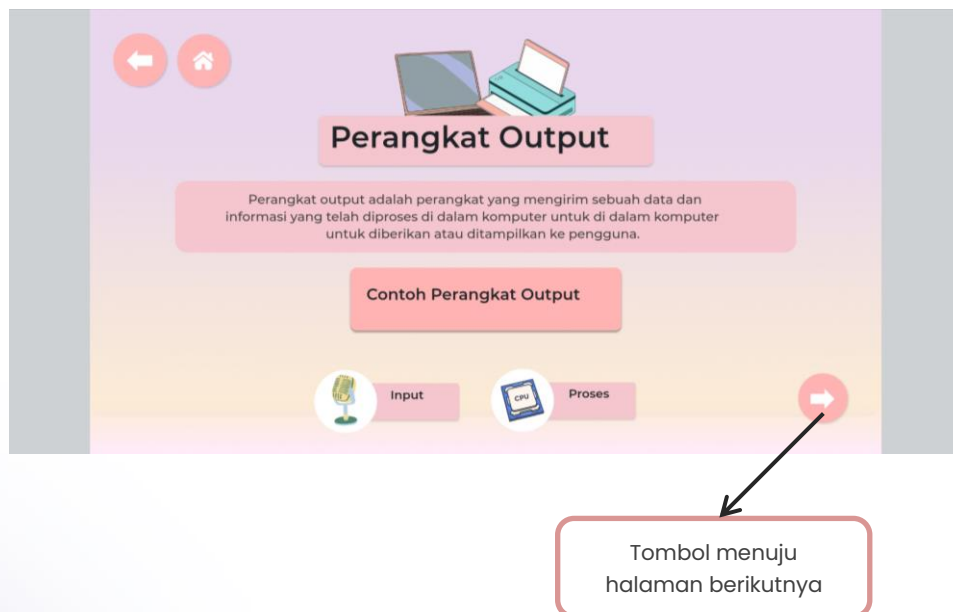 Perangkat Output
Perangkat output adalah perangkat yang mengirim sebuah data dan
informasi yang telah diproses di dalam komputer untuk di dalam komputer
untuk diberikan atau ditampilkan ke pengguna.
Contoh Perangkat Output
Input
CPU
Proses
Tombol menuju
halaman berikutnya